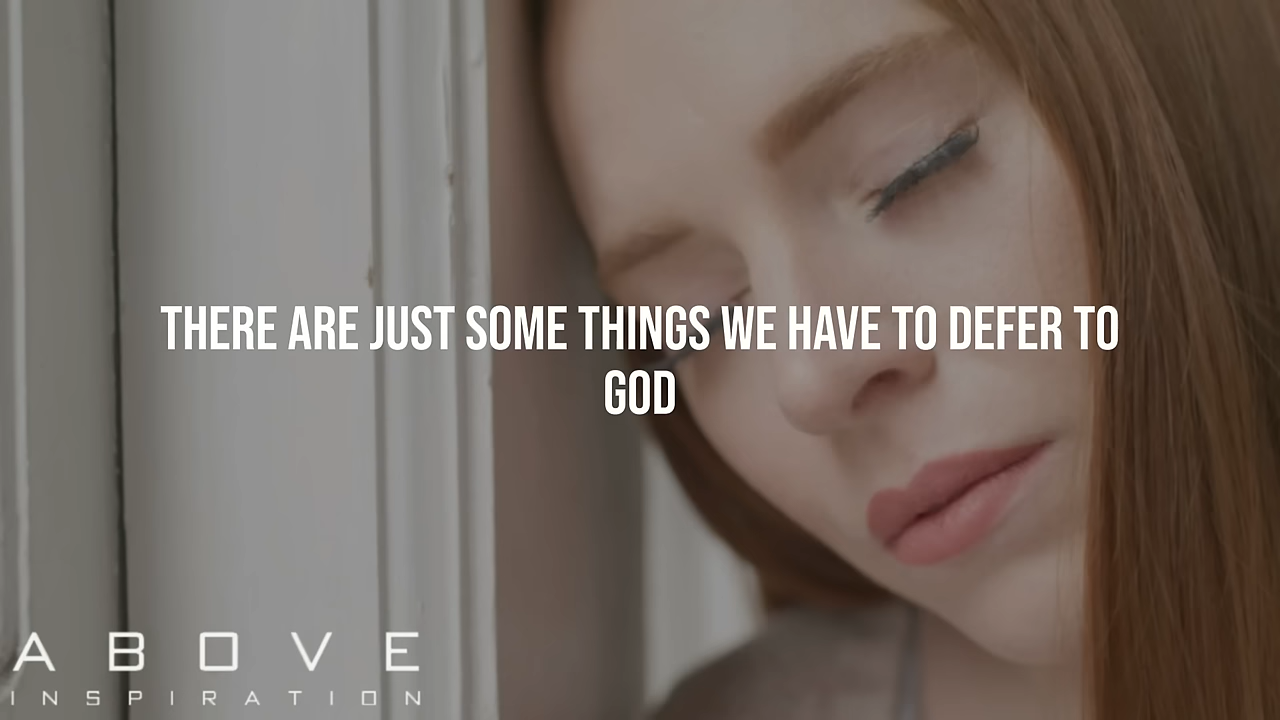 THERE ARE JUST SOME THINGS WE HAVE TO DEFER TO
GOD
ABOVE
INSPIRATION